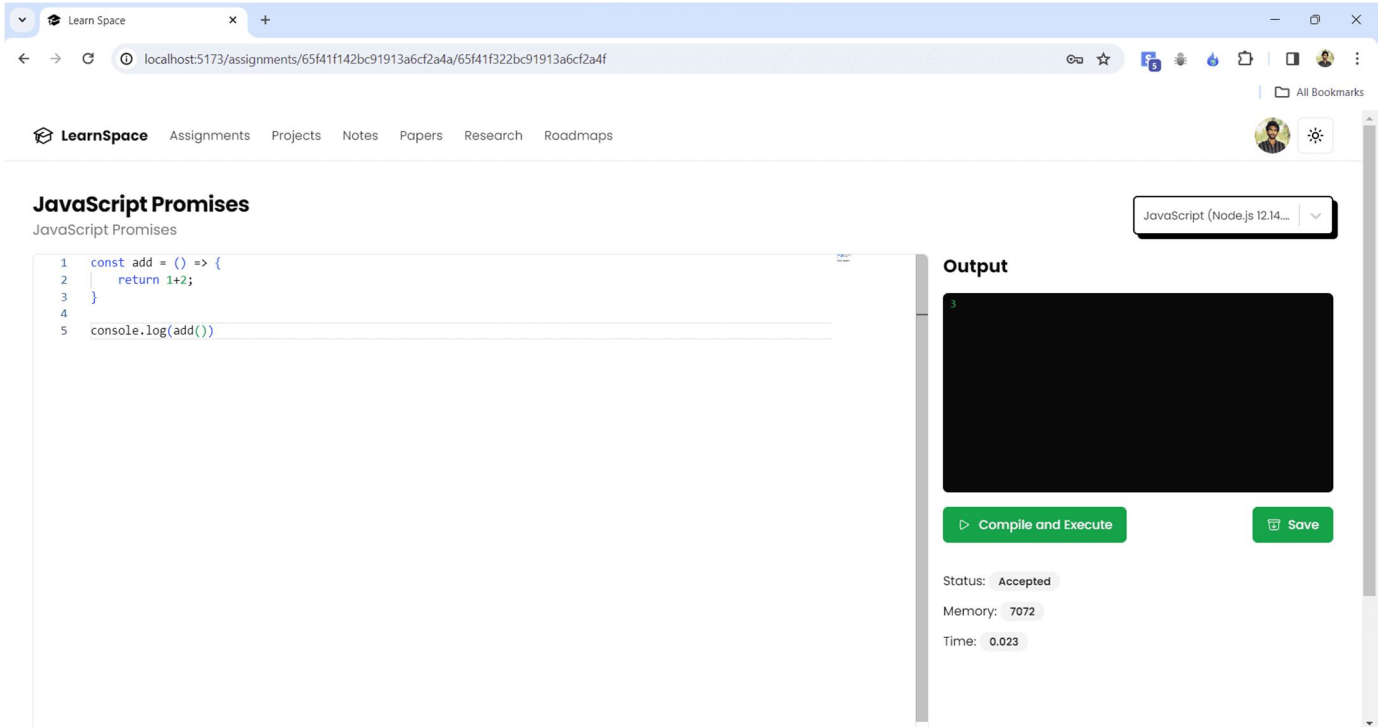 Learn Space
localhost:5173/assignments/65f41f142bc91913a6cf2a4a/65f41f322bc91913a6cf2a4f
5
All Bookmarks
LearnSpace Assignments Projects Notes Papers Research Roadmaps
JavaScript Promises
JavaScript Promises
JavaScript (Node.js 12.14....
1 const add = () => {
2     return 1+2;
3 }
4
5 console.log(add())
Output
3
Compile and Execute
Save
Status: Accepted
Memory: 7072
Time: 0.023